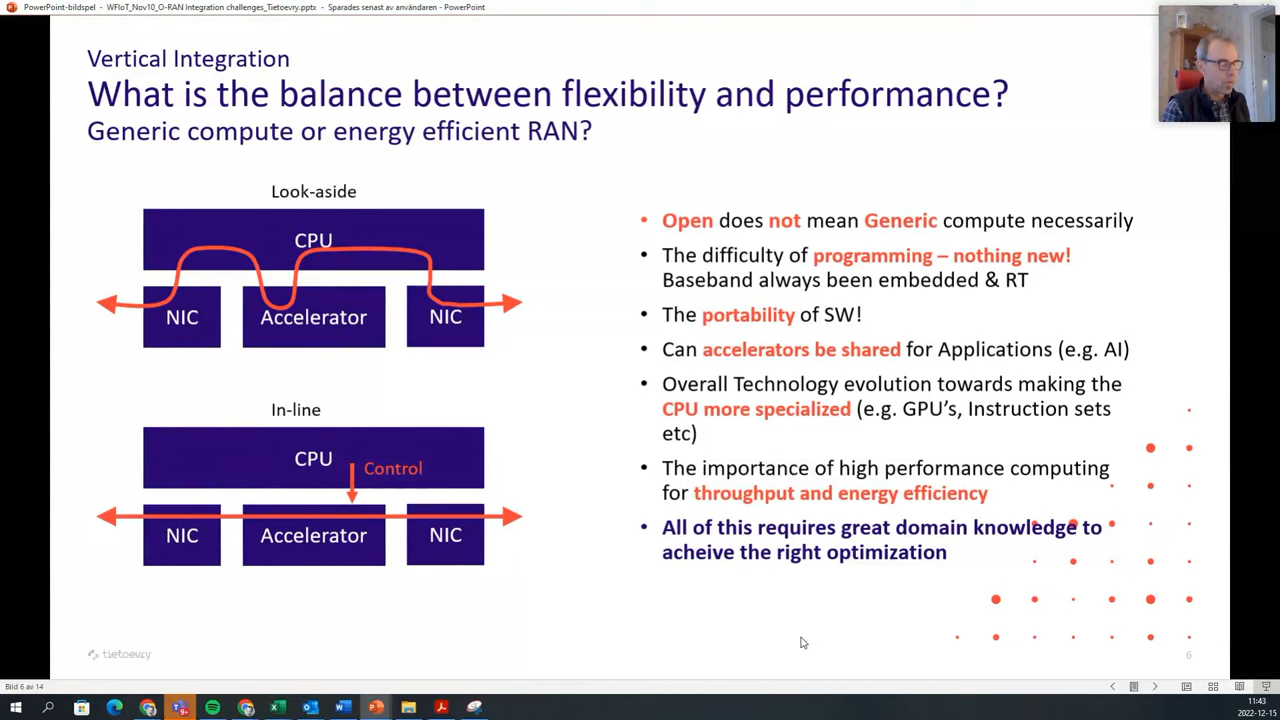 PowerPoint-bildspel - WFIoT_Nov10_O-RAN Integration challenges_Tietoevry.pptx - Sparades senast av användaren - PowerPoint
Vertical Integration
What is the balance between flexibility and performance?
Generic compute or energy efficient RAN?
Look-aside
CPU
NIC
Accelerator
NIC
In-line
CPU
Control
NIC
Accelerator
NIC
• Open does not mean Generic compute necessarily
• The difficulty of programming – nothing new!
Baseband always been embedded & RT
• The portability of SW!
• Can accelerators be shared for Applications (e.g. AI)
• Overall Technology evolution towards making the
CPU more specialized (e.g. GPU's, Instruction sets
etc)
• The importance of high performance computing
for throughput and energy efficiency
• All of this requires great domain knowledge to
acheive the right optimization
tietoevry
6
Bild 6 av 14
11:43
2022-12-15